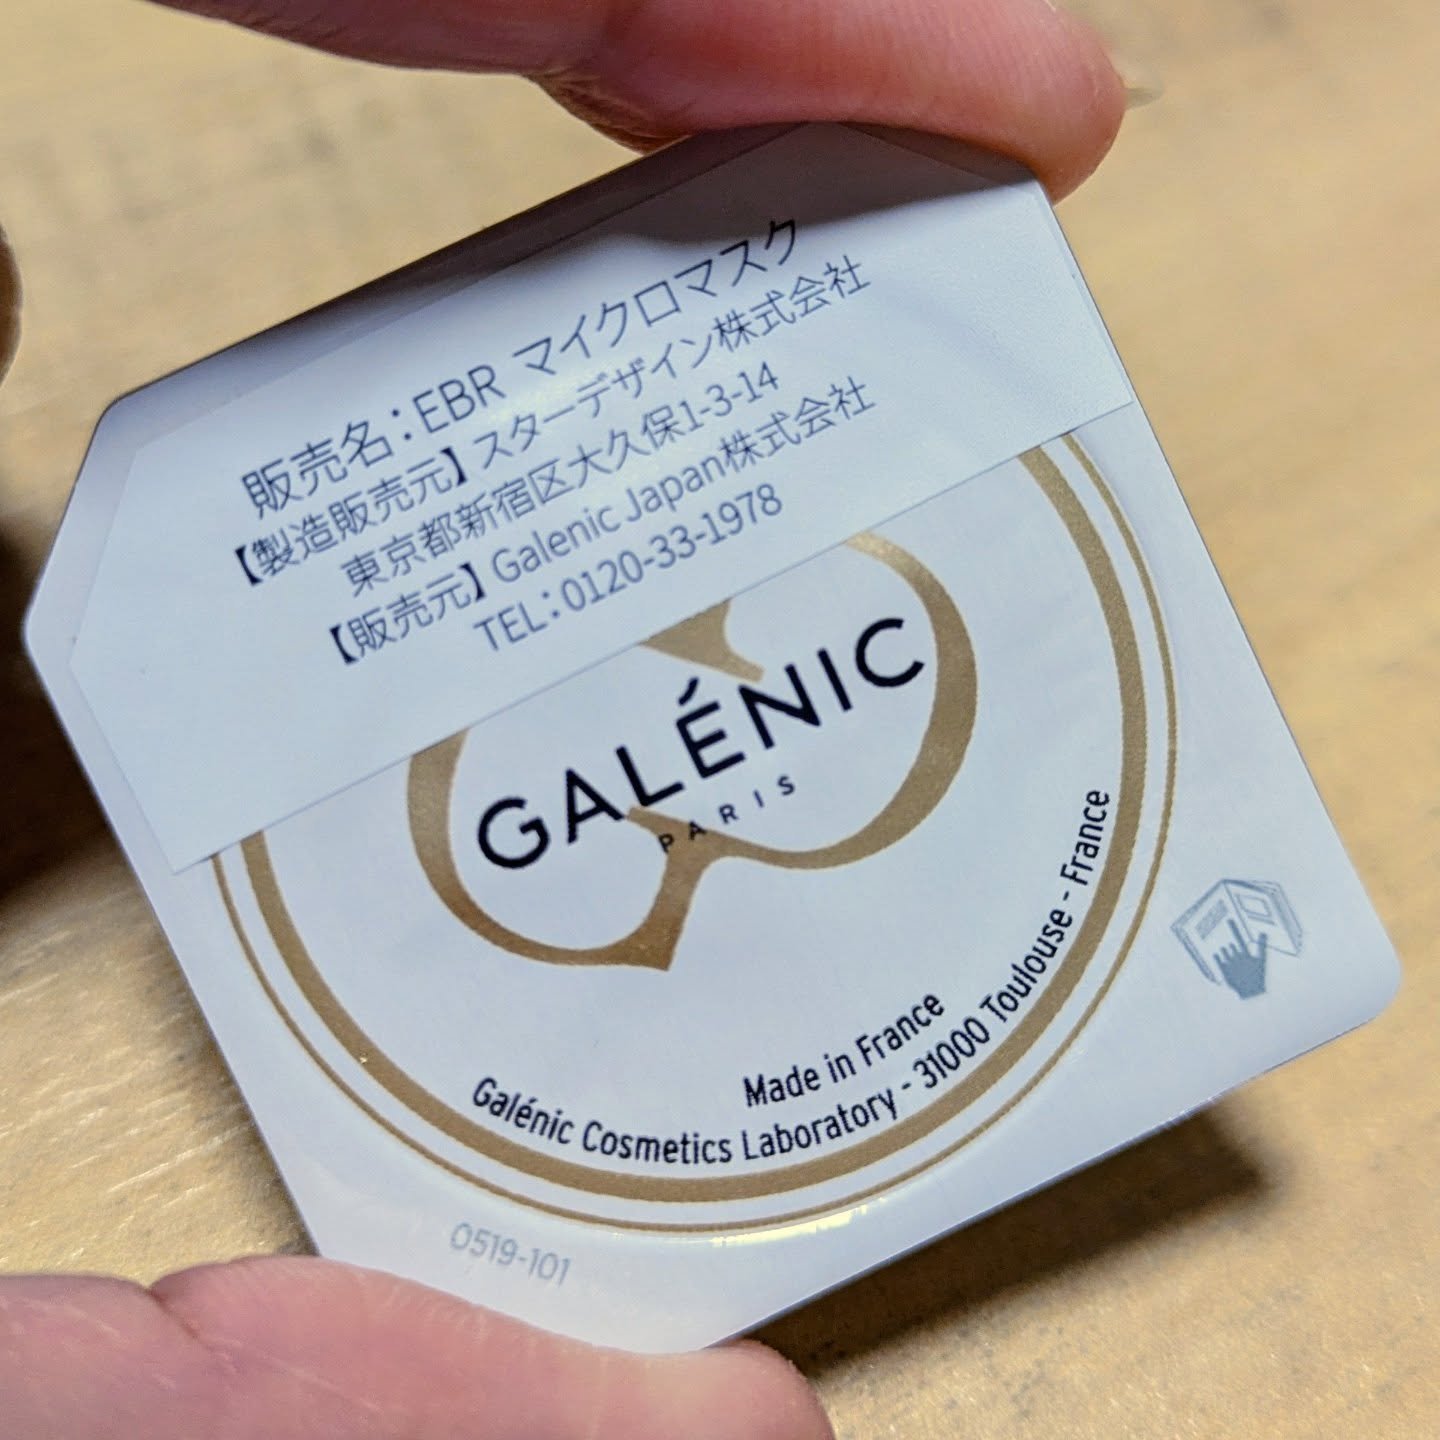 販売名：EBR マイクロマスク
【製造販売元】スターデザイン株式会社
東京都新宿区大久保1-3-14
【販売元】Galenic Japan株式会社
TEL：0120-33-1978
GALÉNIC
PARIS
Made in France
Galénic Cosmetics Laboratory - 31000 Toulouse - France
0519-101